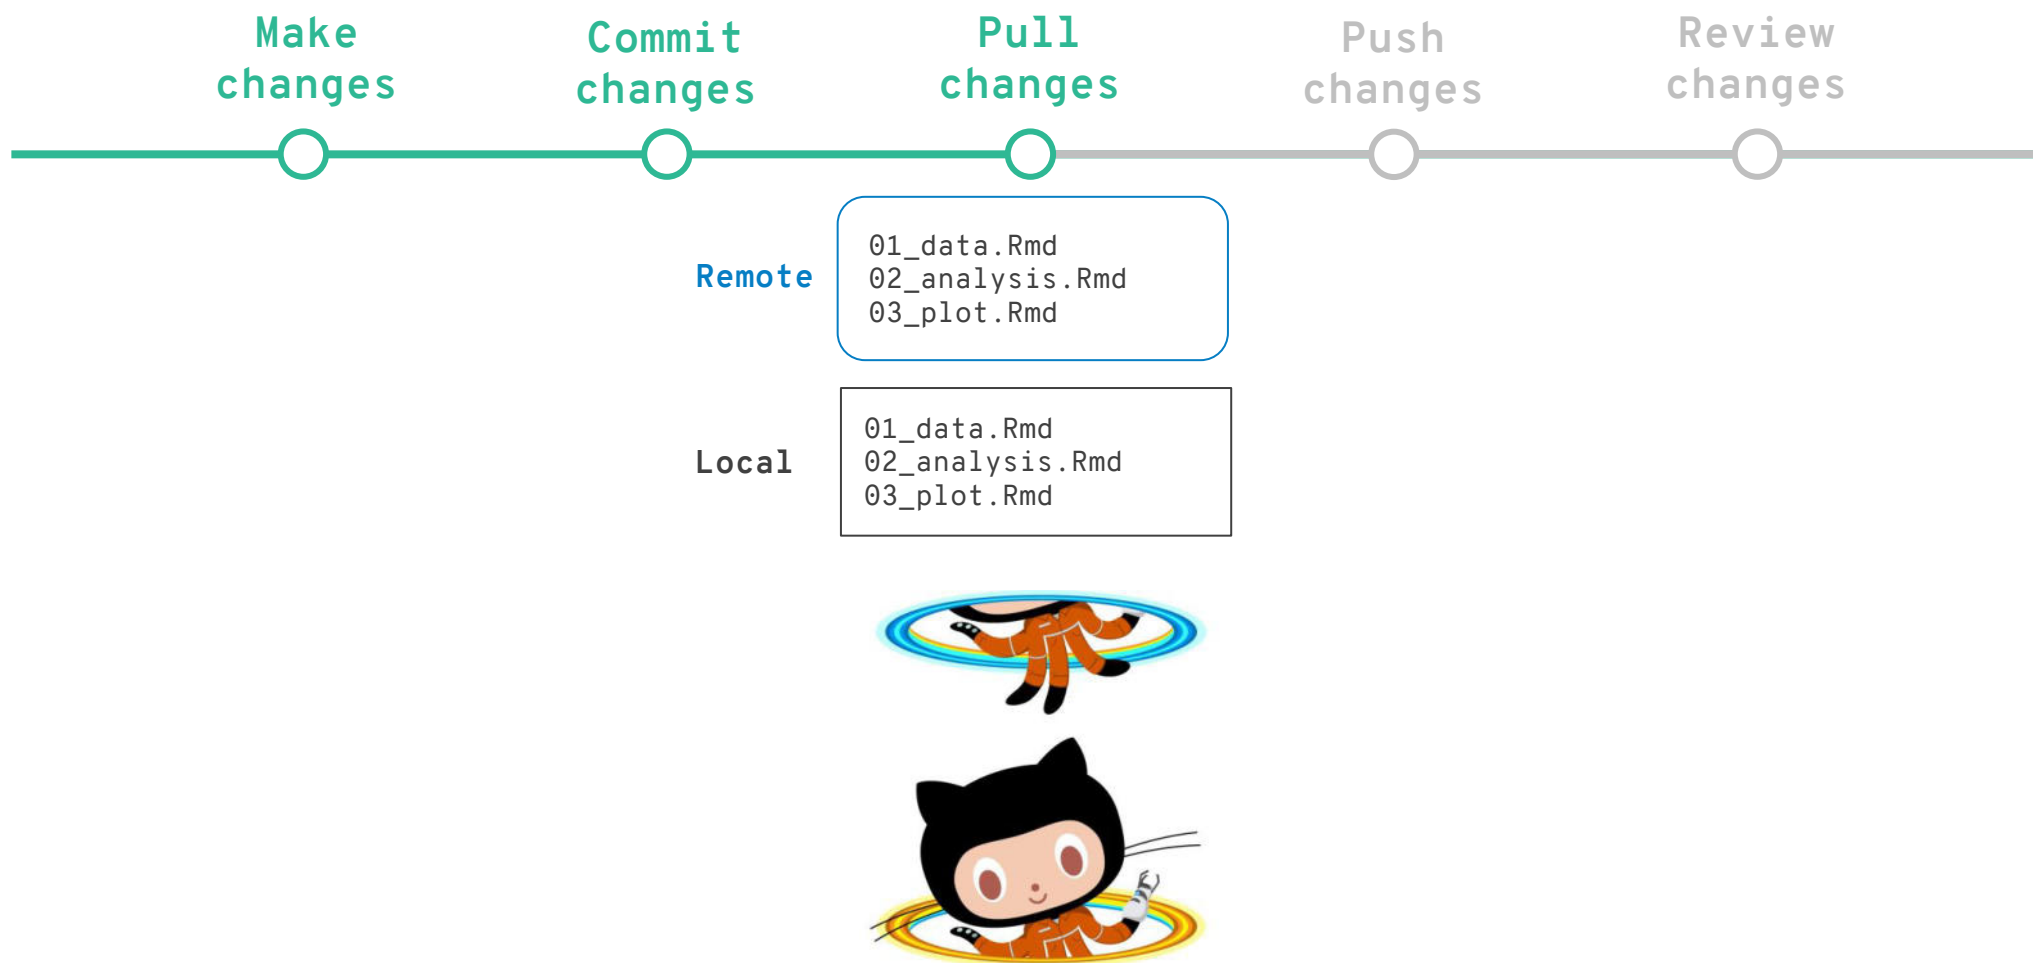 Make
changes
Commit
changes
Pull
changes
Push
changes
Review
changes
Remote
01_data.Rmd
02_analysis.Rmd
03_plot.Rmd
Local
01_data.Rmd
02_analysis.Rmd
03_plot.Rmd